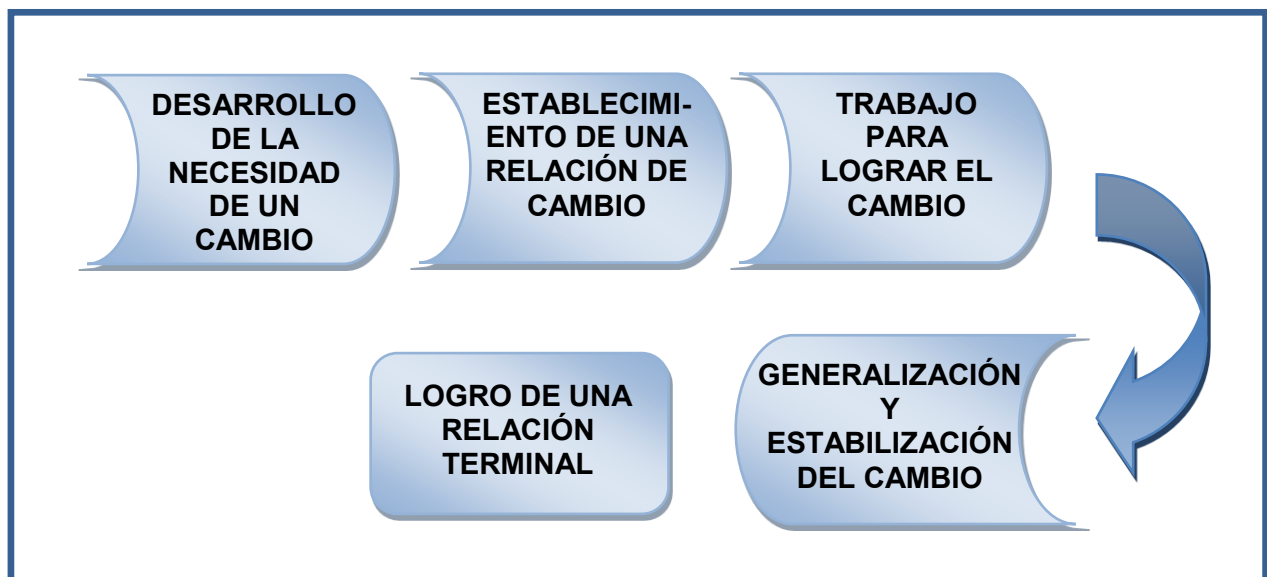 DESARROLLO
DE LA
NECESIDAD
DE UN
CAMBIO
ESTABLECIMI-
ENTO DE UNA
RELACIÓN DE
CAMBIO
TRABAJO
PARA
LOGRAR EL
CAMBIO
GENERALIZACIÓN
Y
ESTABILIZACIÓN
DEL CAMBIO
LOGRO DE UNA
RELACIÓN
TERMINAL